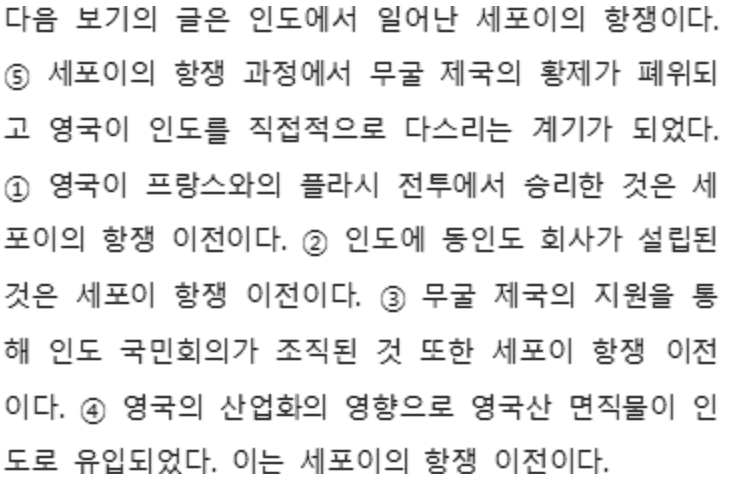 다음 보기의 글은 인도에서 일어난 세포이의 항쟁이다.
⑤ 세포이의 항쟁 과정에서 무굴 제국의 황제가 폐위되
고 영국이 인도를 직접적으로 다스리는 계기가 되었다.
① 영국이 프랑스와의 플라시 전투에서 승리한 것은 세
포이의 항쟁 이전이다. ② 인도에 동인도 회사가 설립된
것은 세포이 항쟁 이전이다. ③ 무굴 제국의 지원을 통
해 인도 국민회의가 조직된 것 또한 세포이 항쟁 이전
이다. ④ 영국의 산업화의 영향으로 영국산 면직물이 인
도로 유입되었다. 이는 세포이의 항쟁 이전이다.